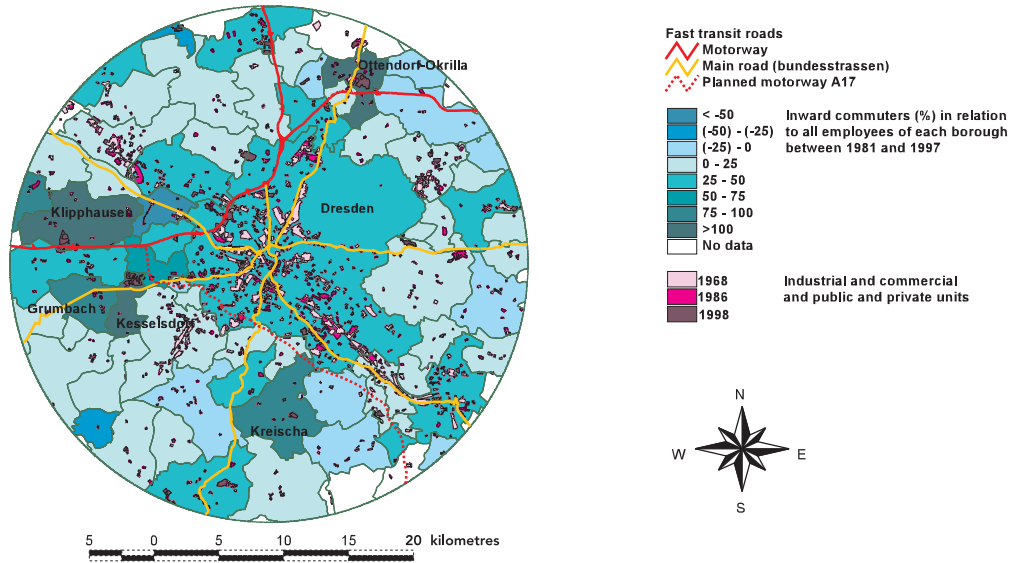 Ottendorf-Okrilla
Klipphausen
Dresden
Grumbach
Kesselsdorf
Kreischa
5 0 5 10 15 20 kilometres
Fast transit roads
Motorway
Main road (bundesstrassen)
Planned motorway A17
< -50
(-50) - (-25)
(-25) - 0
0 - 25
25 - 50
50 - 75
75 - 100
>100
No data
Inward commuters (%) in relation
to all employees of each borough
between 1981 and 1997
1968
1986
1998
Industrial and commercial
and public and private units
N
W E
S